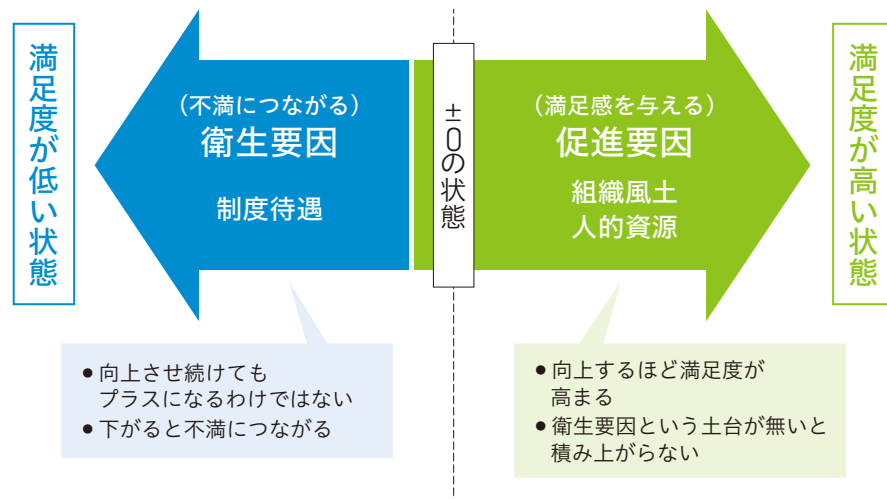 満足度が低い状態
（不満につながる）
衛生要因
制度待遇
±0の状態
（満足感を与える）
促進要因
組織風土
人的資源
満足度が高い状態
● 向上させ続けても
プラスになるわけではない
● 下がると不満につながる
● 向上するほど満足度が
高まる
● 衛生要因という土台が無いと
積み上がらない